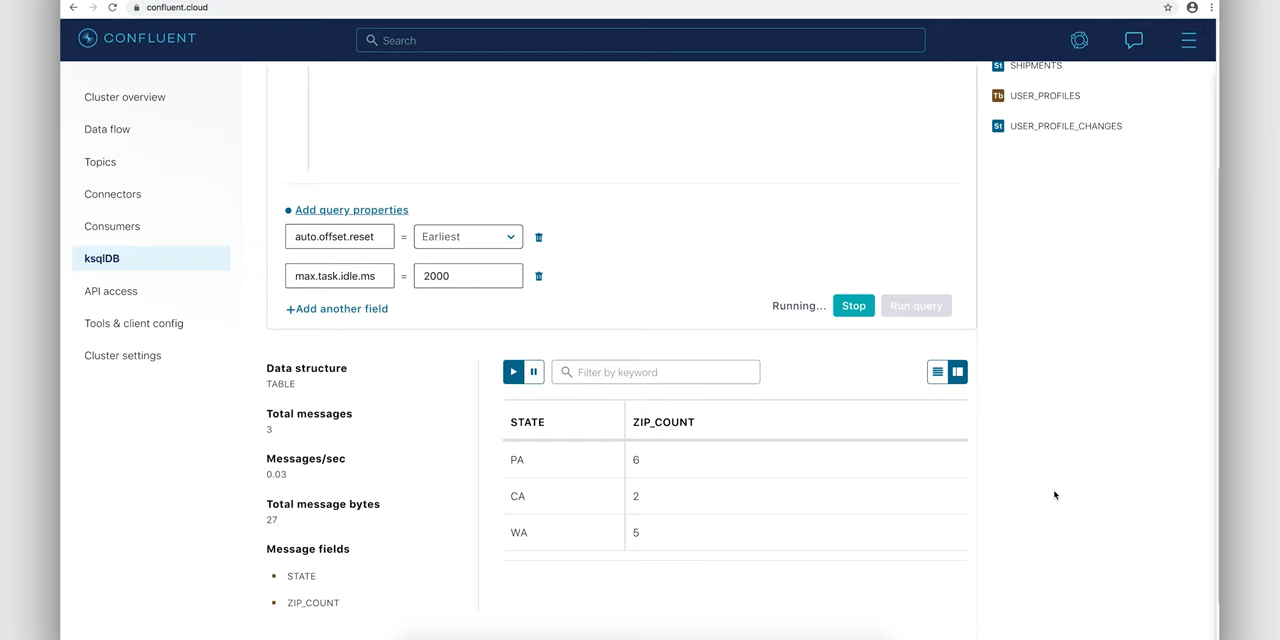 confluent.cloud
CONFLUENT
Search
Cluster overview
Data flow
Topics
Connectors
Consumers
ksqlDB
API access
Tools & client config
Cluster settings
Add query properties
auto.offset.reset = Earliest
max.task.idle.ms = 2000
+Add another field
Running... Stop Run query
Data structure
TABLE
Total messages
3
Messages/sec
0.03
Total message bytes
27
Message fields
STATE
ZIP_COUNT
Filter by keyword
STATE ZIP_COUNT
PA 6
CA 2
WA 5
St SHIPMENTS
Tb USER_PROFILES
St USER_PROFILE_CHANGES